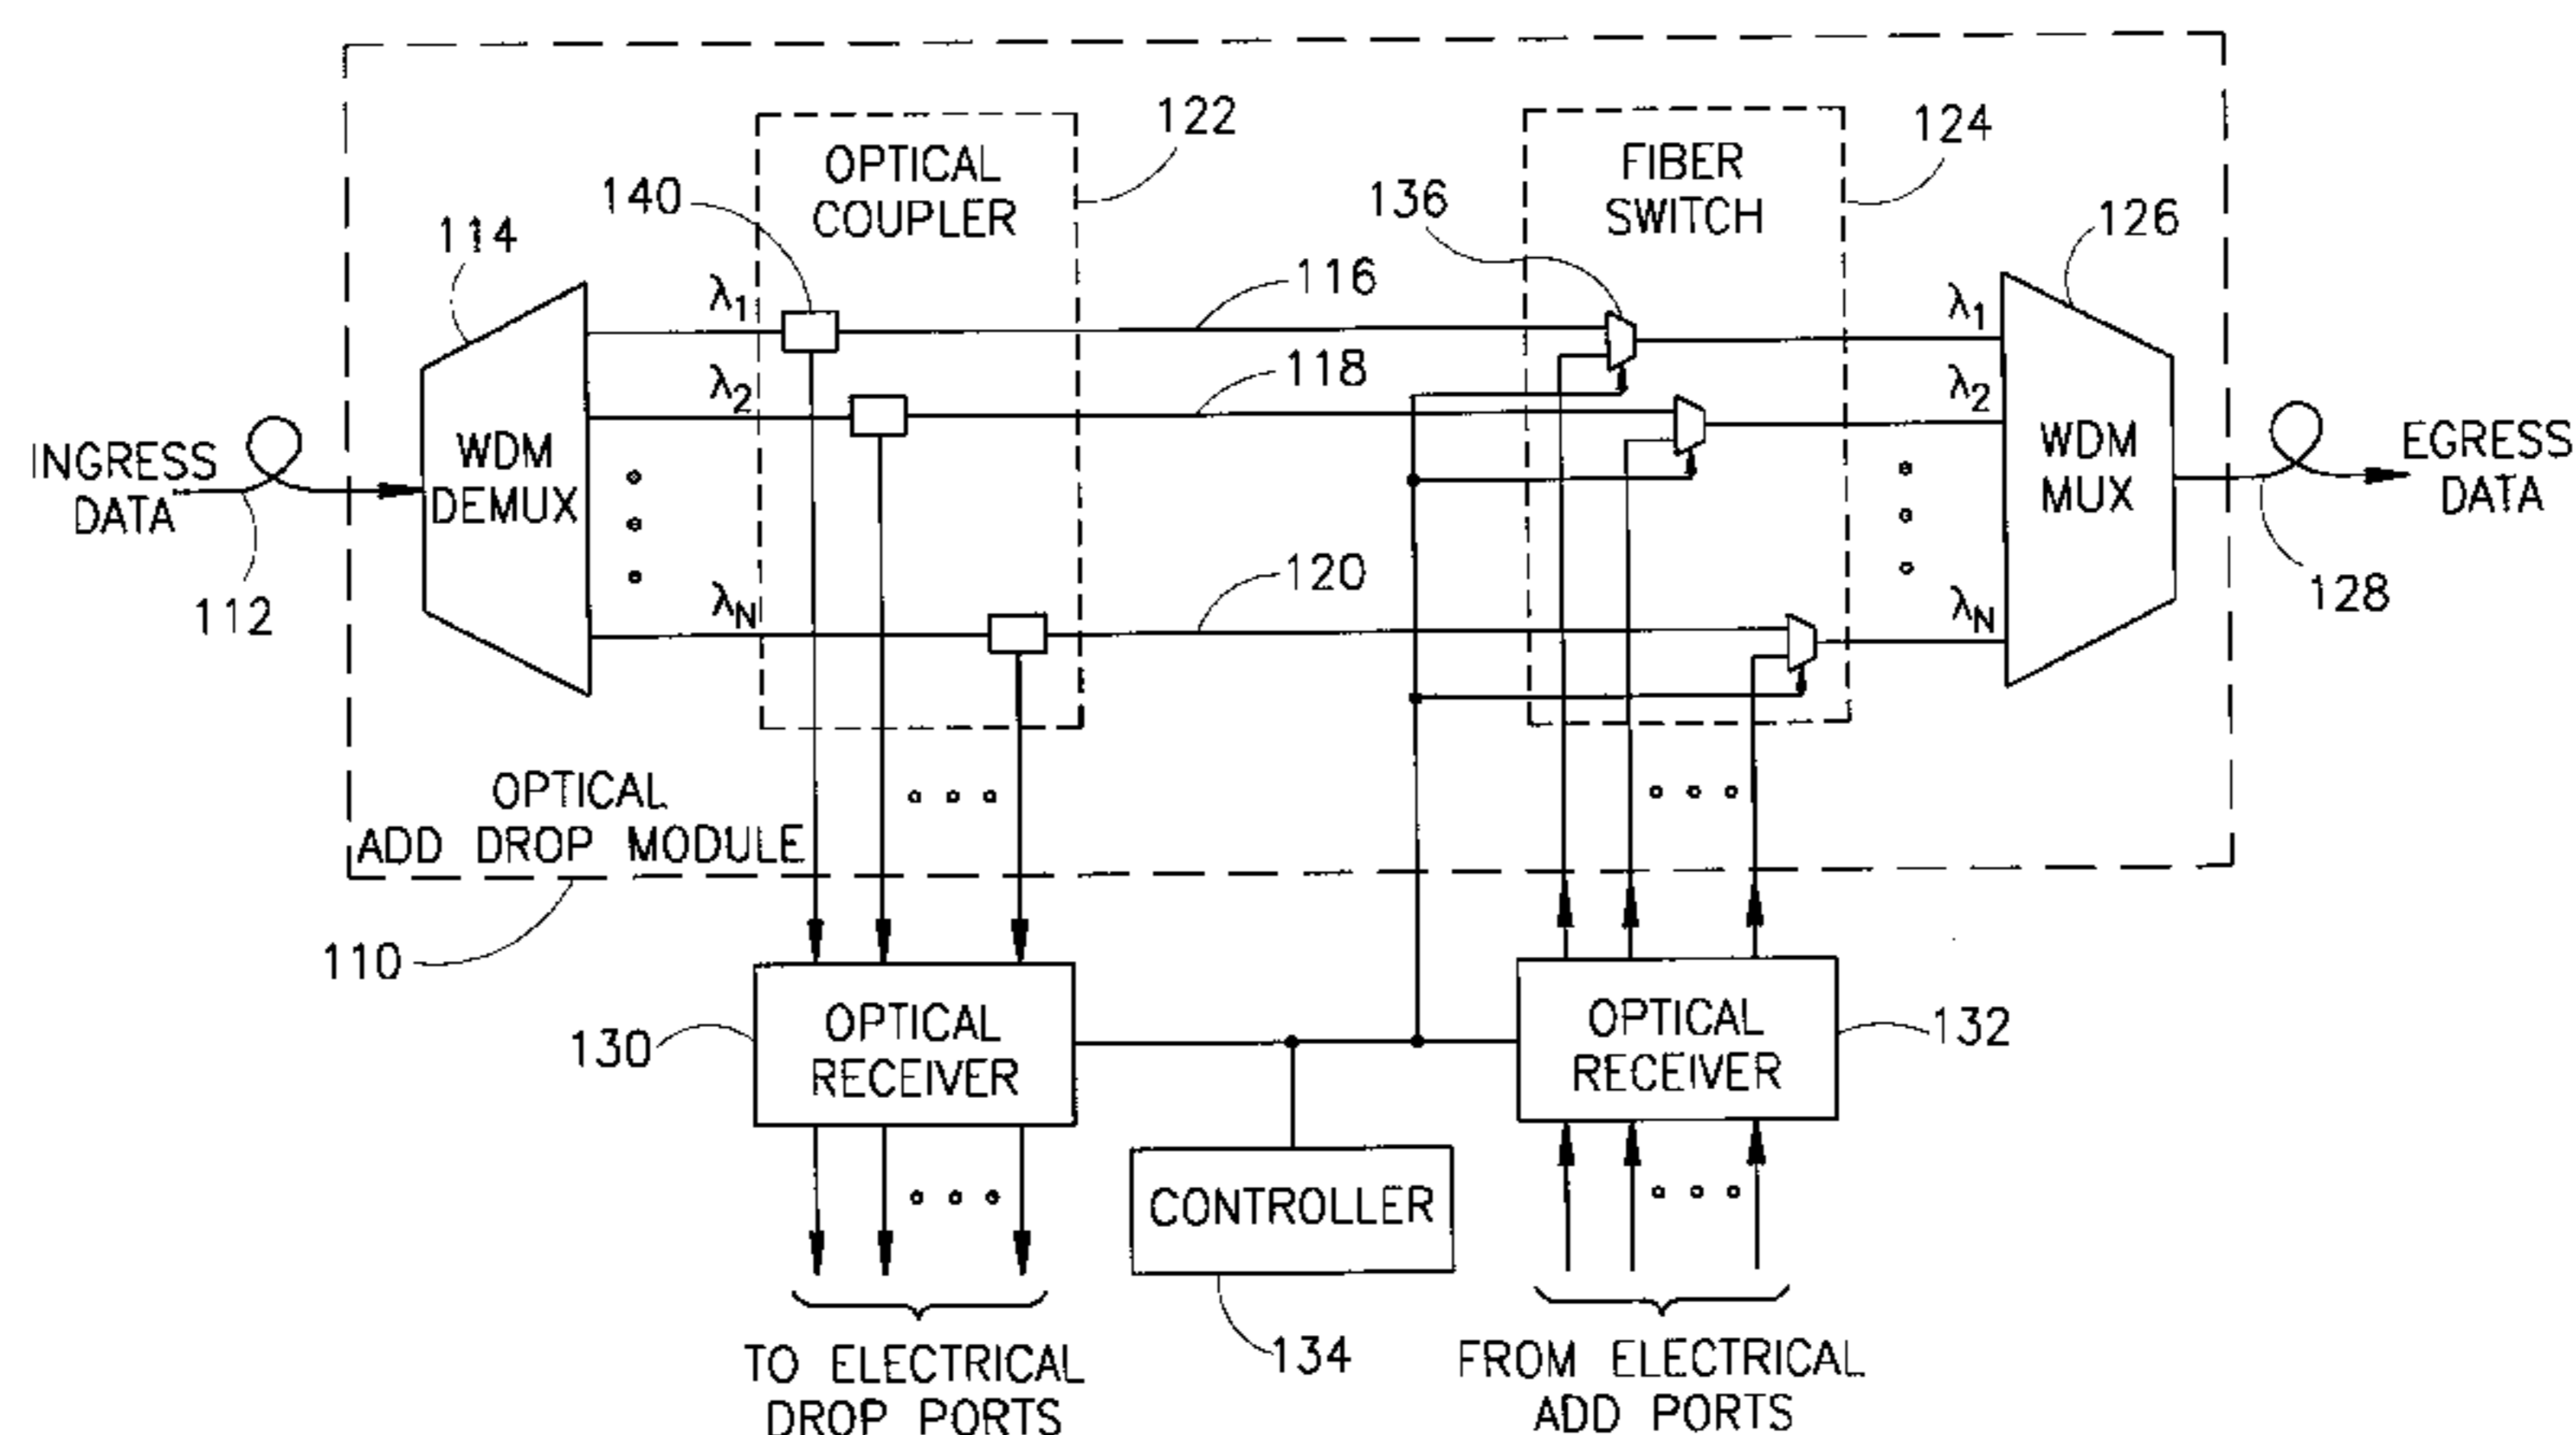 OPTICAL
COUPLER
122
FIBER
SWITCH
124
140
136
114
126
116
λ1
λ1
118
λ2
λ2
WDM
DEMUX
WDM
MUX
INGRESS
DATA
EGRESS
DATA
112
120
128
λN
λN
OPTICAL
ADD DROP MODULE
110
130
OPTICAL
RECEIVER
OPTICAL
RECEIVER
132
CONTROLLER
134
TO ELECTRICAL
DROP PORTS
FROM ELECTRICAL
ADD PORTS